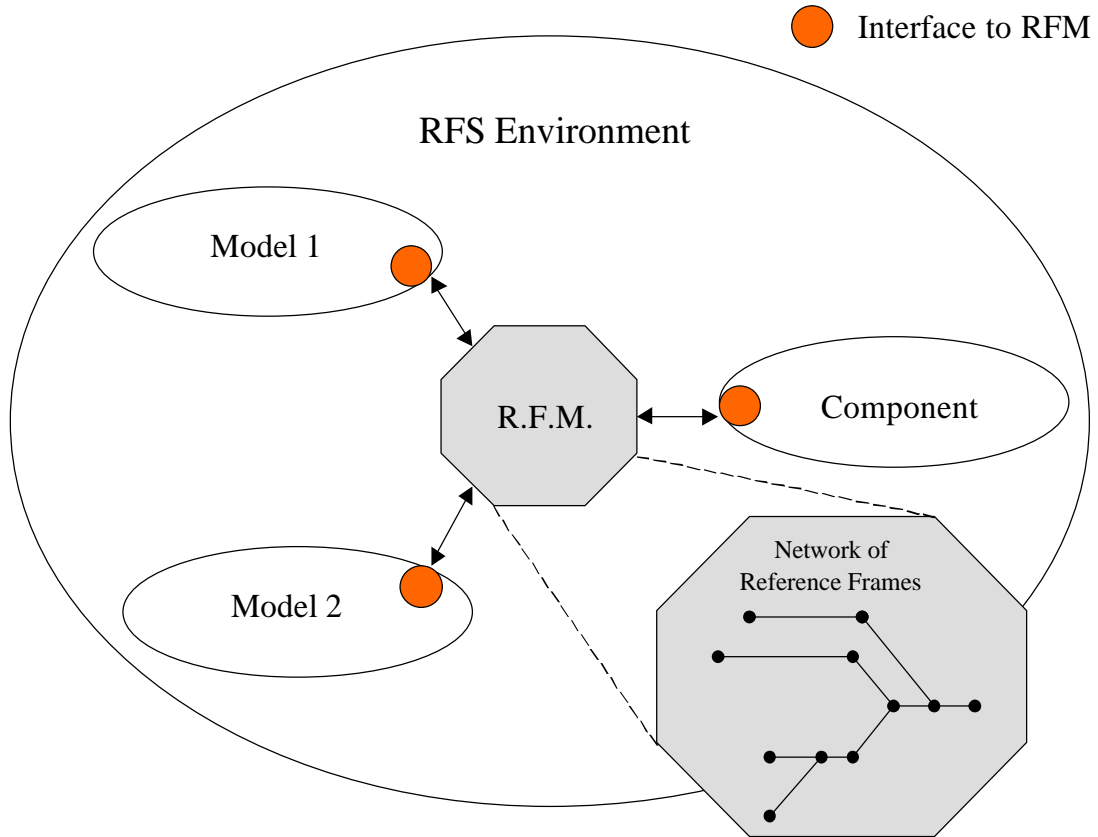 Interface to RFM
RFS Environment
Model 1
R.F.M.
Component
Model 2
Network of
Reference Frames